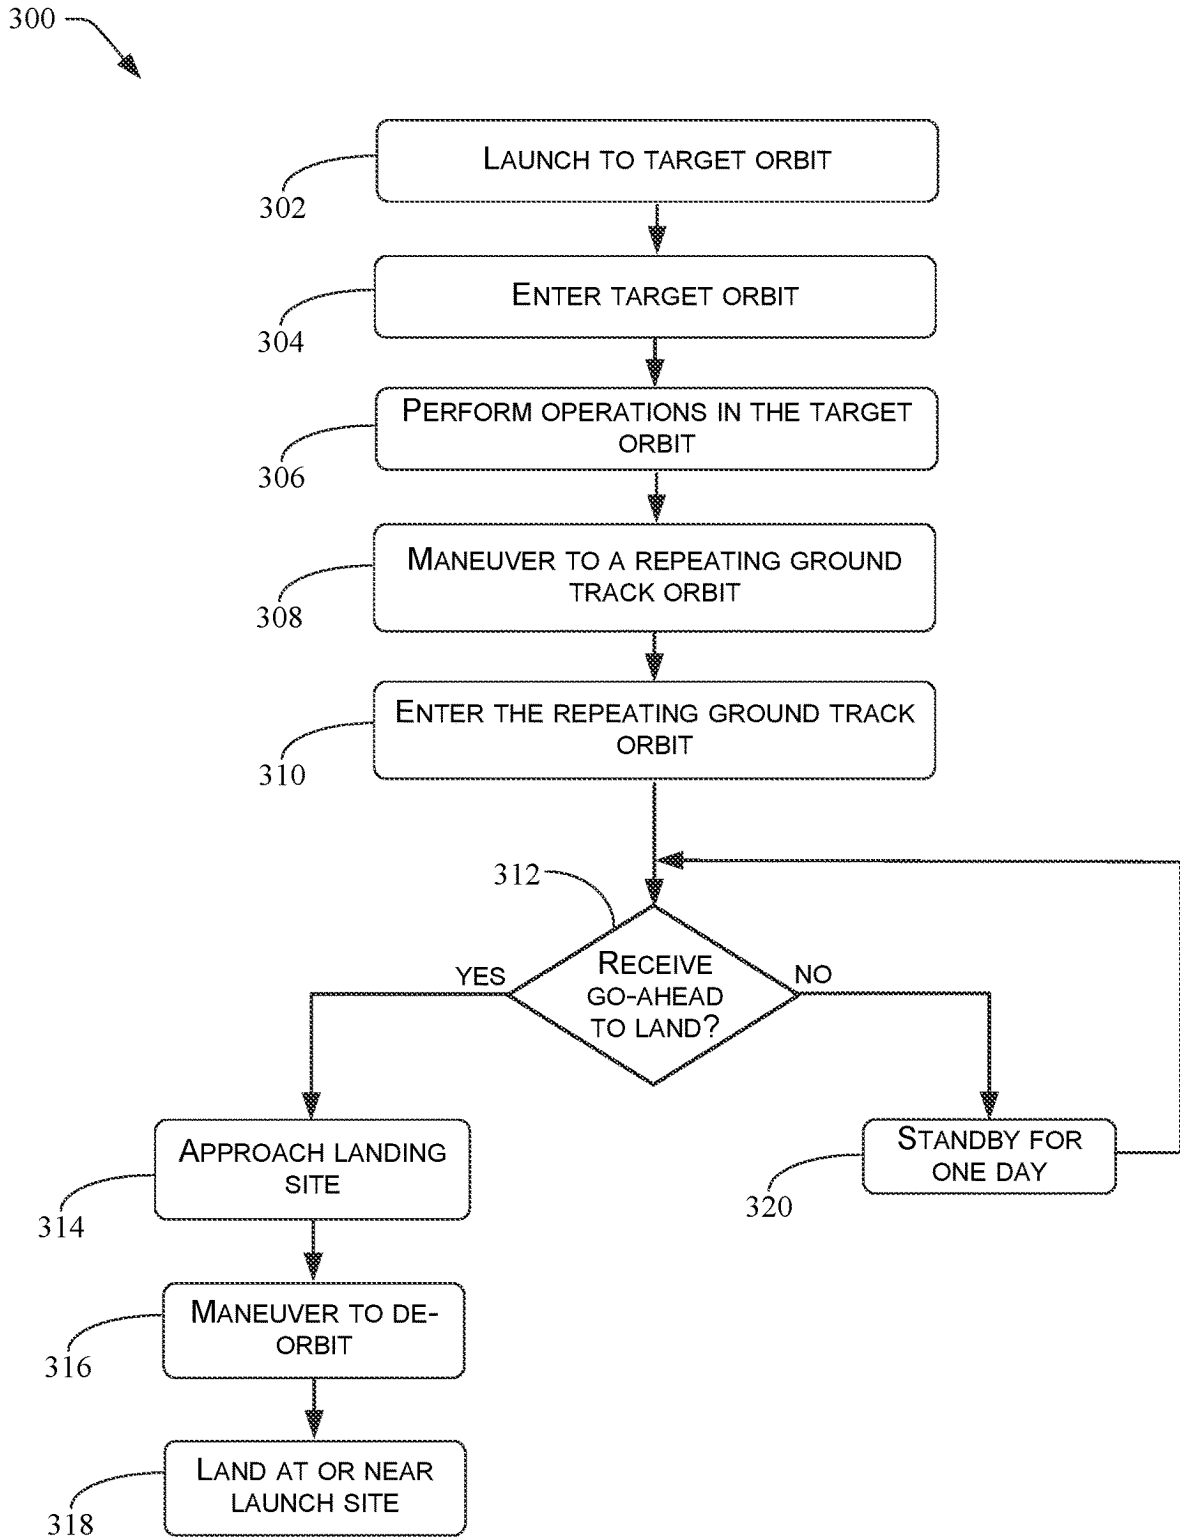 300
LAUNCH TO TARGET ORBIT
302
ENTER TARGET ORBIT
304
PERFORM OPERATIONS IN THE TARGET
ORBIT
306
MANEUVER TO A REPEATING GROUND
TRACK ORBIT
308
ENTER THE REPEATING GROUND TRACK
ORBIT
310
312
YES
RECEIVE
GO-AHEAD
TO LAND?
NO
APPROACH LANDING
SITE
314
STANDBY FOR
ONE DAY
320
MANEUVER TO DE-
ORBIT
316
LAND AT OR NEAR
LAUNCH SITE
318